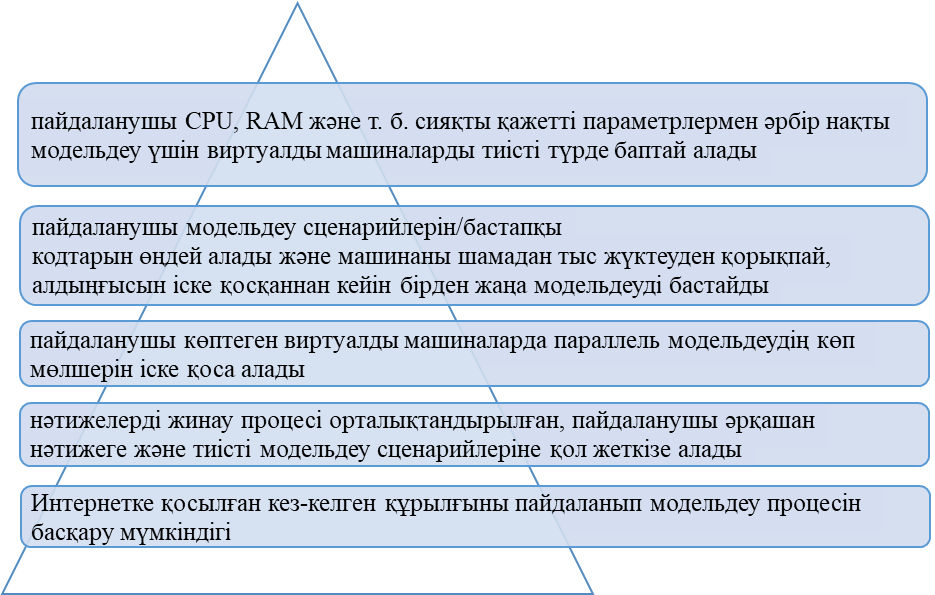 пайдаланушы CPU, RAM және т. б. сияқты қажетті параметрлермен әрбір нақты
модельдеу үшін виртуалды машиналарды тиісті түрде баптай алады
пайдаланушы модельдеу сценарийлерін/бастапқы
кодтарын өңдей алады және машинаны шамадан тыс жүктеуден қорықпай,
алдыңғысын іске қосқаннан кейін бірден жаңа модельдеуді бастайды
пайдаланушы көптеген виртуалды машиналарда параллель модельдеудің көп
мөлшерін іске қоса алады
нәтижелерді жинау процесі орталықтандырылған, пайдаланушы әрқашан
нәтижеге және тиісті модельдеу сценарийлеріне қол жеткізе алады
Интернетке қосылған кез-келген құрылғыны пайдаланып модельдеу процесін
басқару мүмкіндігі